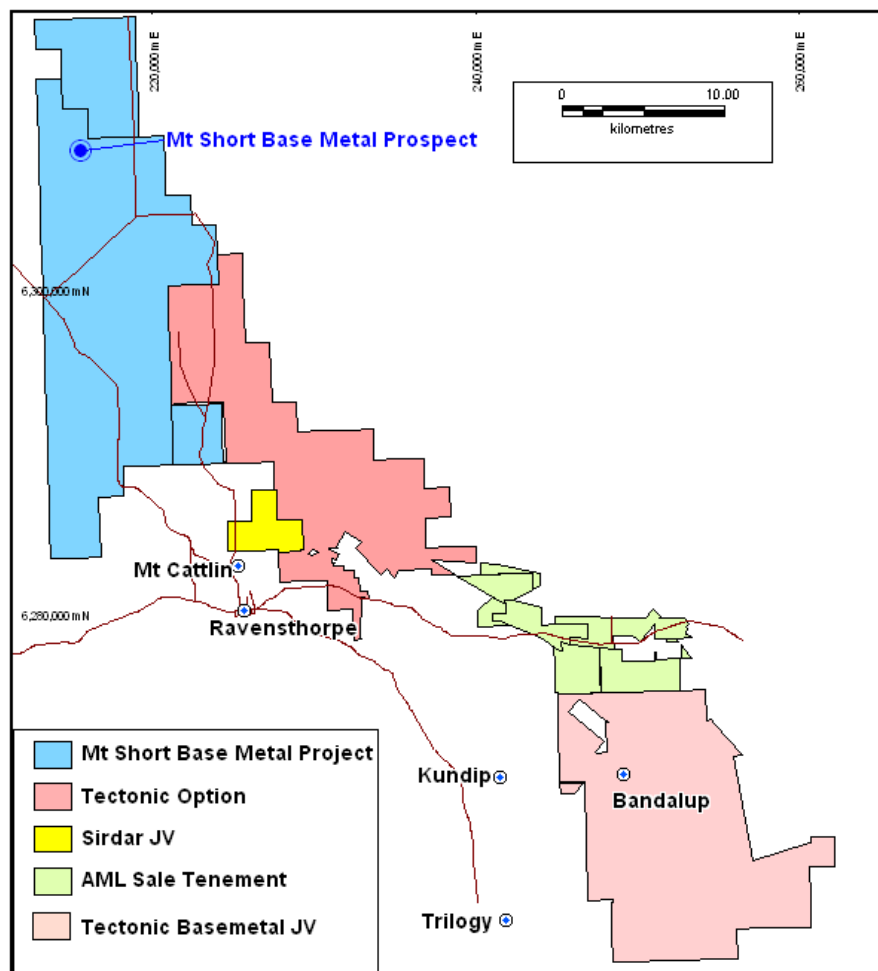 220,000 m E
240,000 m E
260,000 m E
0 10.00
kilometres
Mt Short Base Metal Prospect
6,300,000 m N
Mt Cattlin
6,280,000 m N
Ravensthorpe
Kundip
Bandalup
Trilogy
Mt Short Base Metal Project
Tectonic Option
Sirdar JV
AML Sale Tenement
Tectonic Basemetal JV